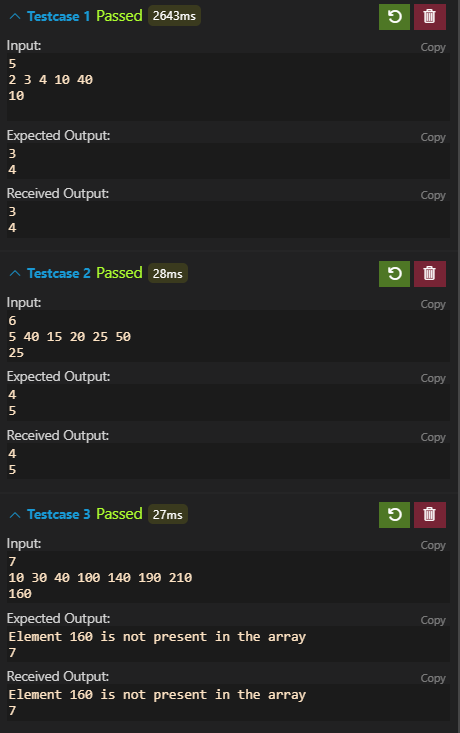 Testcase 1 Passed 2643ms
Input:
Copy
5
2 3 4 10 40
10
Expected Output:
Copy
3
4
Received Output:
Copy
3
4
Testcase 2 Passed 28ms
Input:
Copy
6
5 40 15 20 25 50
25
Expected Output:
Copy
4
5
Received Output:
Copy
4
5
Testcase 3 Passed 27ms
Input:
Copy
7
10 30 40 100 140 190 210
160
Expected Output:
Copy
Element 160 is not present in the array
7
Received Output:
Copy
Element 160 is not present in the array
7